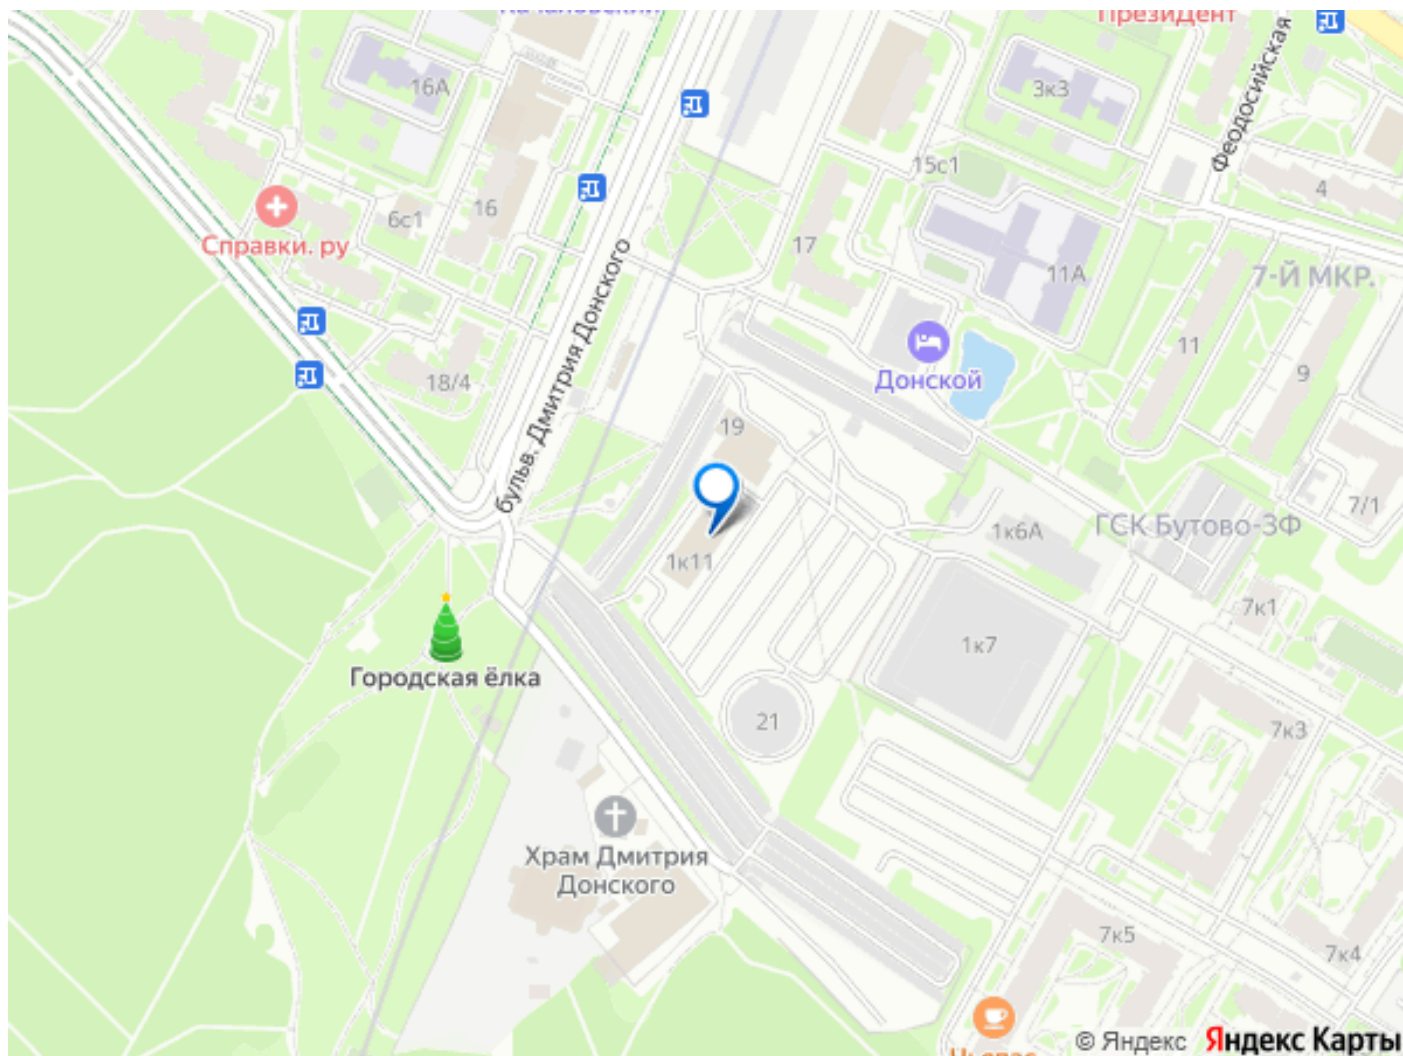 Качаловский
ПрезиДент
Феодосийская
16А
3к3
15с1
4
6с1
16
Справки. ру
17
11А
7-Й МКР.
бульв. Дмитрия Донского
11
9
18/4
Донской
19
7/1
1к6А
ГСК Бутово-3Ф
1к11
7к1
1к7
Городская ёлка
21
7к3
Храм Дмитрия
Донского
7к5
7к4
© Яндекс Яндекс Карты